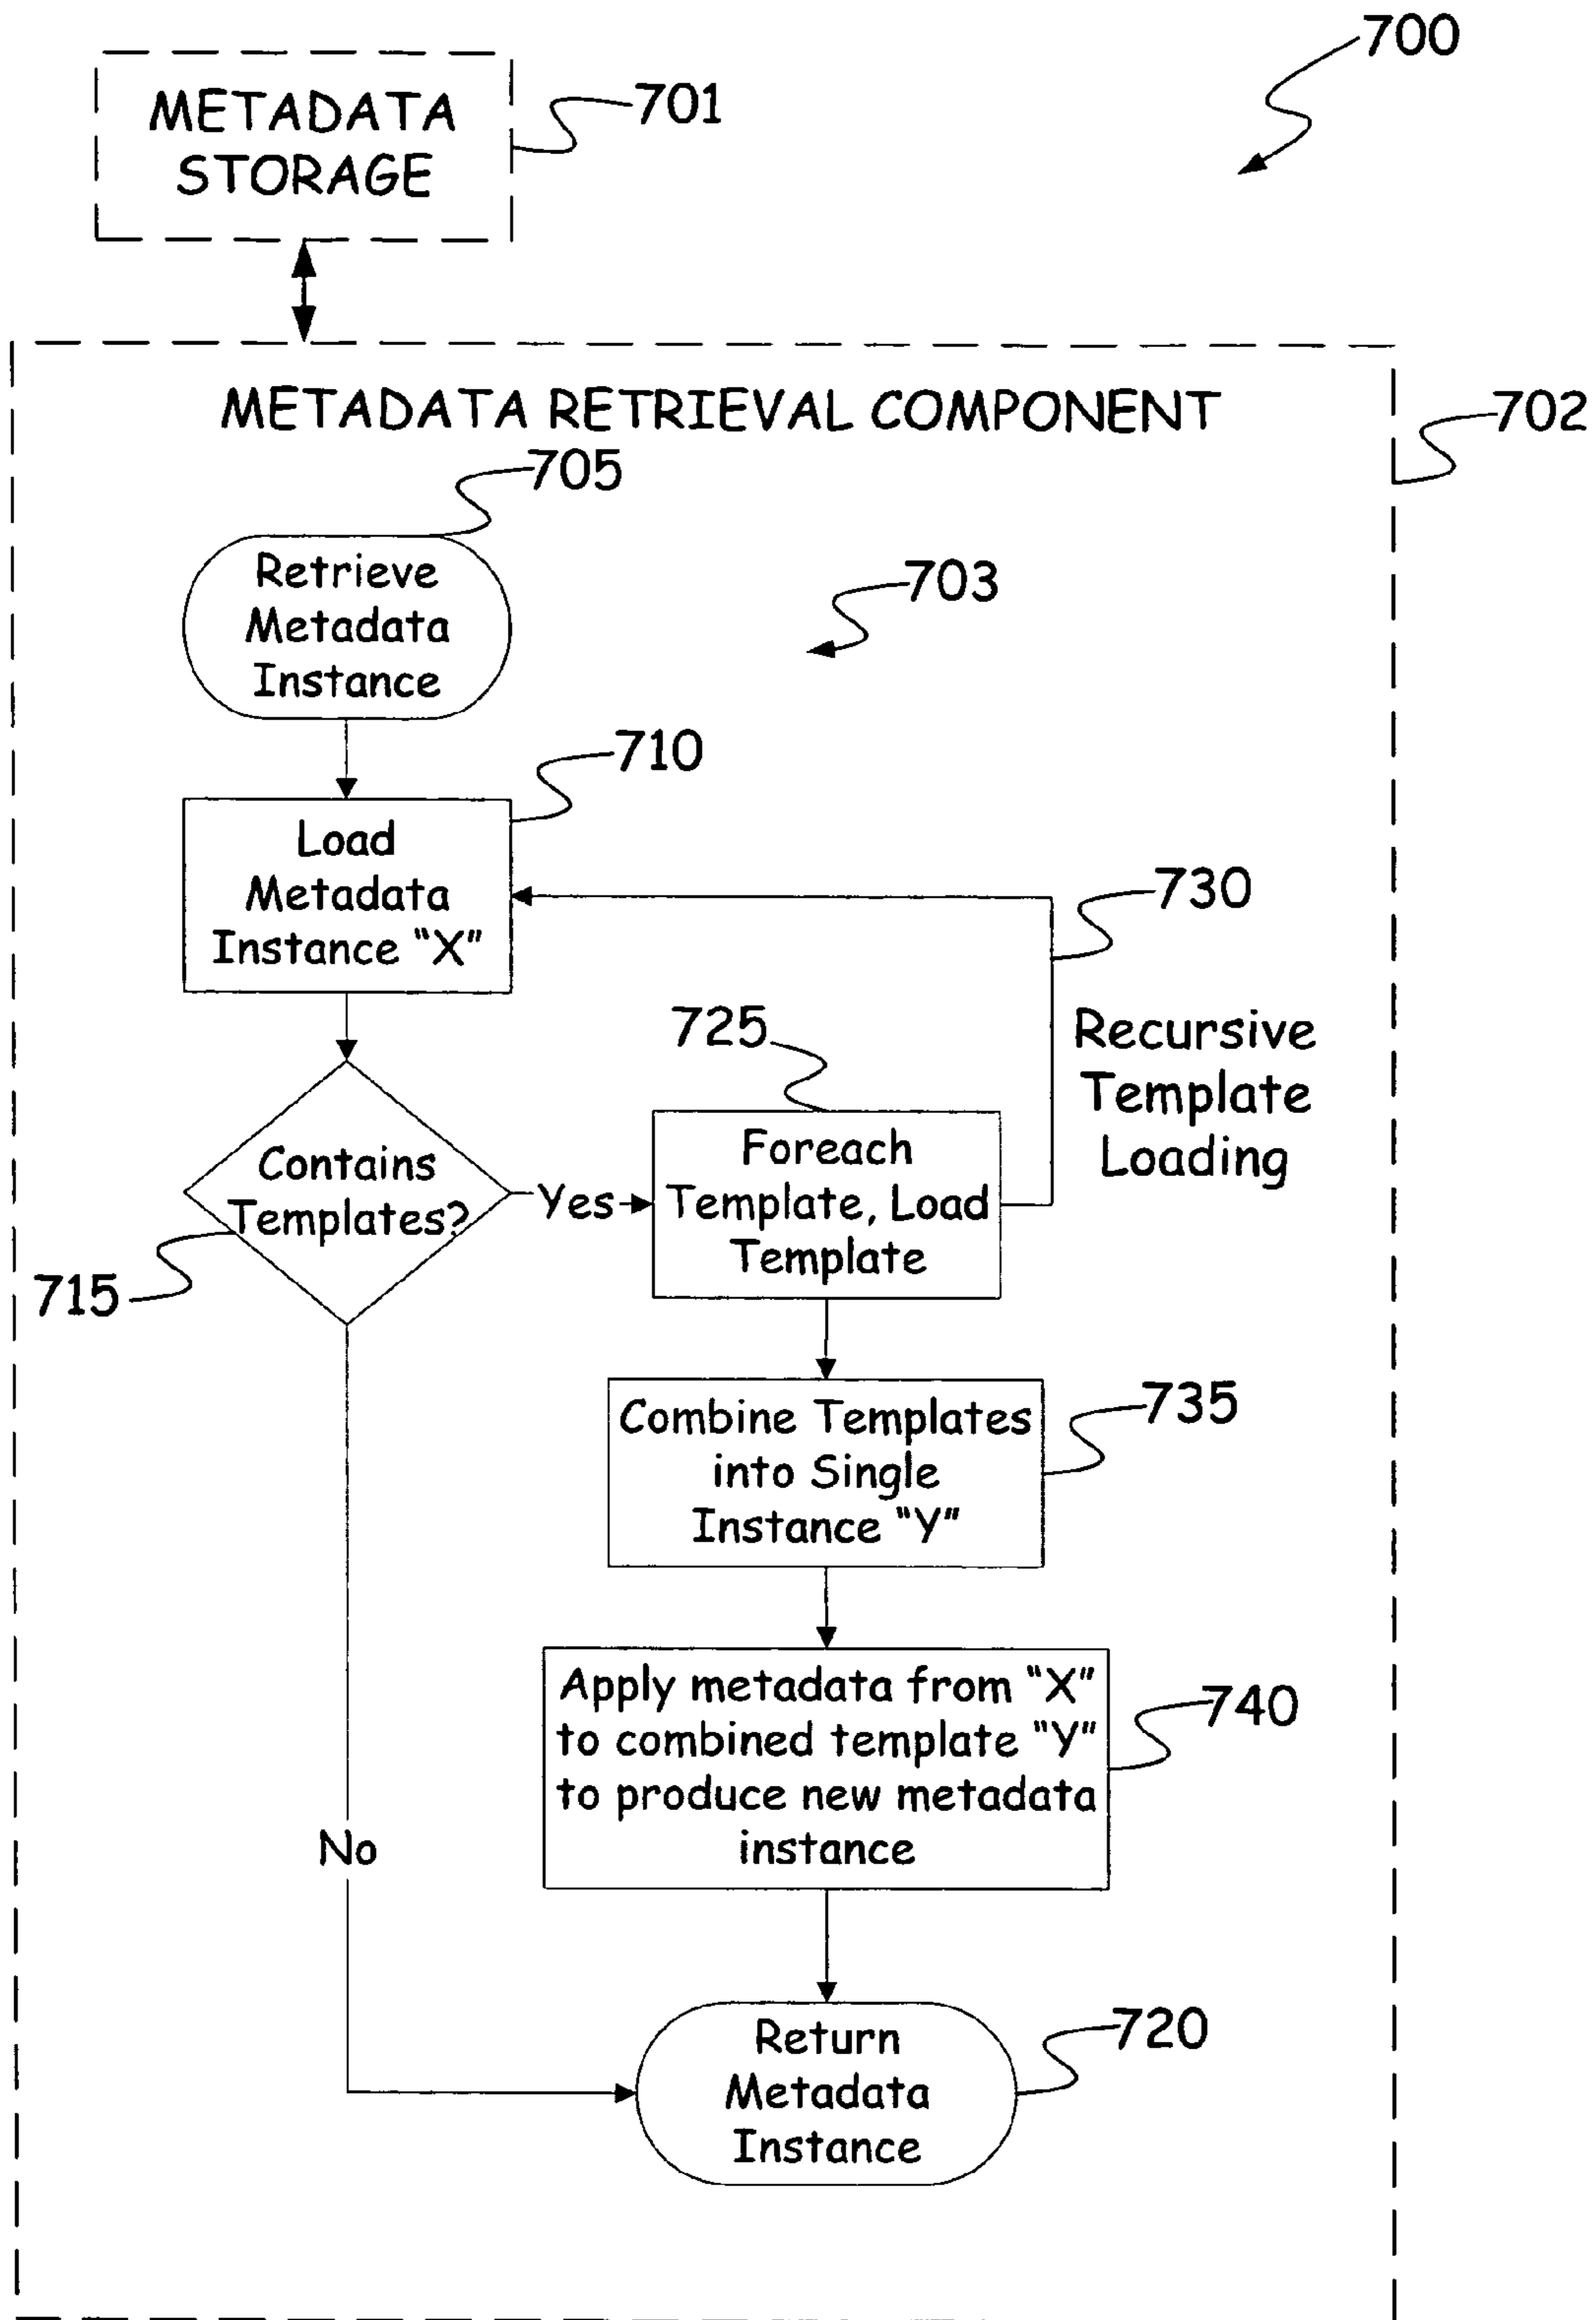 700
METADATA
STORAGE
701
METADATA RETRIEVAL COMPONENT
702
705
Retrieve
Metadata
Instance
703
710
Load
Metadata
Instance "X"
730
Recursive
Template
Loading
725
Contains
Templates?
Yes
Foreach
Template, Load
Template
715
Combine Templates
into Single
Instance "Y"
735
Apply metadata from "X"
to combined template "Y"
to produce new metadata
instance
740
No
Return
Metadata
Instance
720